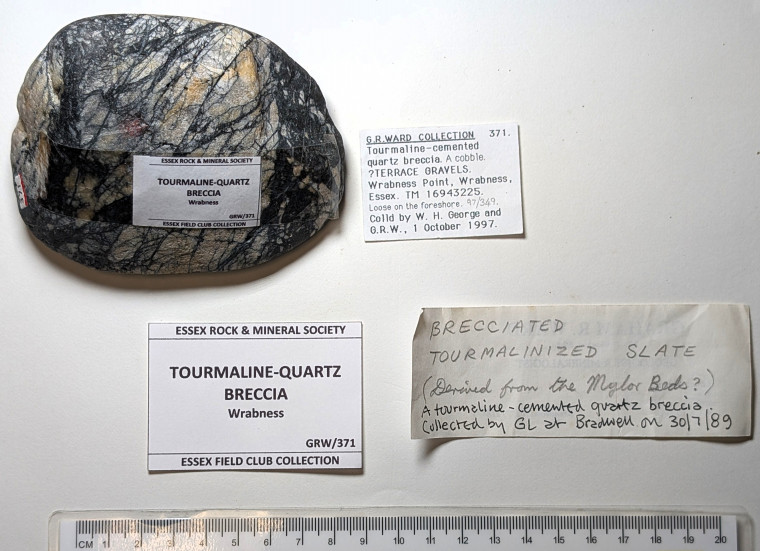 ESSEX ROCK & MINERAL SOCIETY
TOURMALINE-QUARTZ
BRECCIA
Wrabness
GRW/371
ESSEX FIELD CLUB COLLECTION
G.R.WARD COLLECTION 371.
Tourmaline-cemented
quartz breccia. A cobble.
?TERRACE GRAVELS.
Wrabness Point, Wrabness,
Essex. TM 16943225.
Loose on the foreshore. 97/349.
Colld by W. H. George and
G.R.W., 1 October 1997.
ESSEX ROCK & MINERAL SOCIETY
TOURMALINE-QUARTZ
BRECCIA
Wrabness
GRW/371
ESSEX FIELD CLUB COLLECTION
BRECCIATED
TOURMALINIZED SLATE
(Derived from the Mylor Beds?)
A tourmaline-cemented quartz breccia.
Collected by GL at Bradwell on 30/7/89
CM 1 2 3 4 5 6 7 8 9 10 11 12 13 14 15 16 17 18 19 20